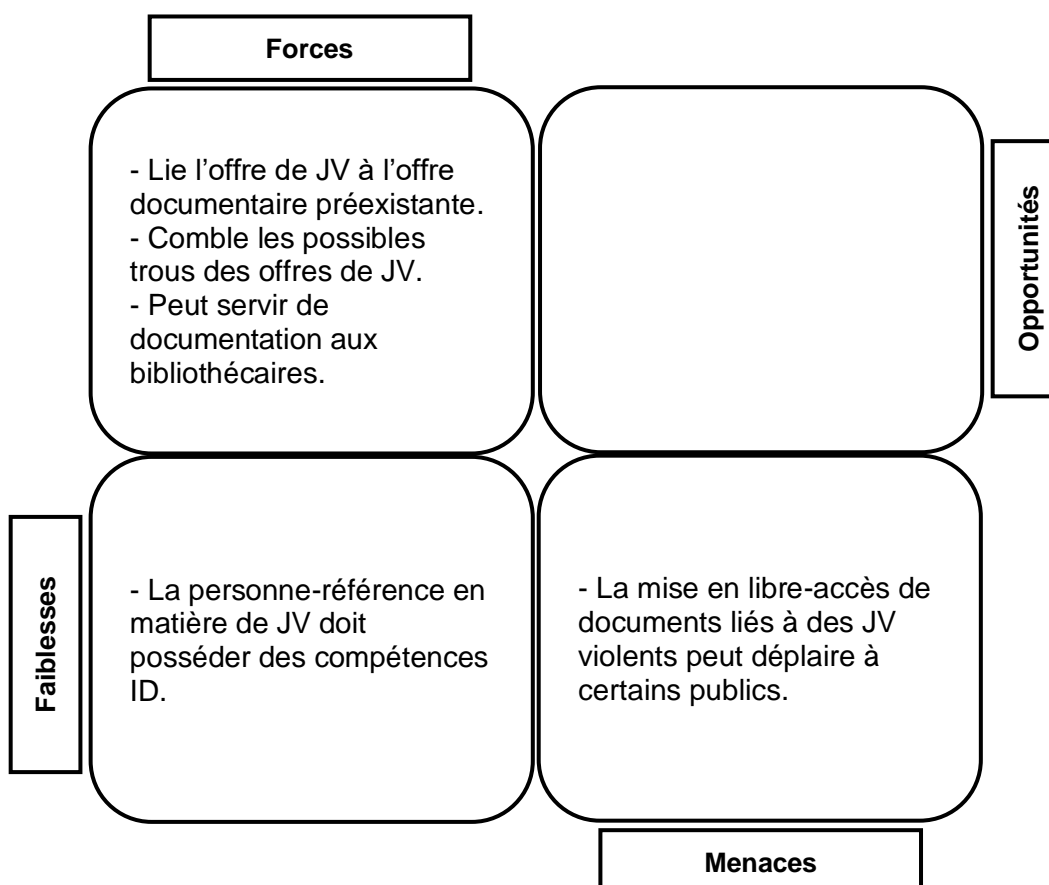 Forces
- Lie l’offre de JV à l’offre
documentaire préexistante.
- Comble les possibles
trous des offres de JV.
- Peut servir de
documentation aux
bibliothécaires.
Opportunités
Faiblesses
- La personne-référence en
matière de JV doit
posséder des compétences
ID.
- La mise en libre-accès de
documents liés à des JV
violents peut déplaire à
certains publics.
Menaces